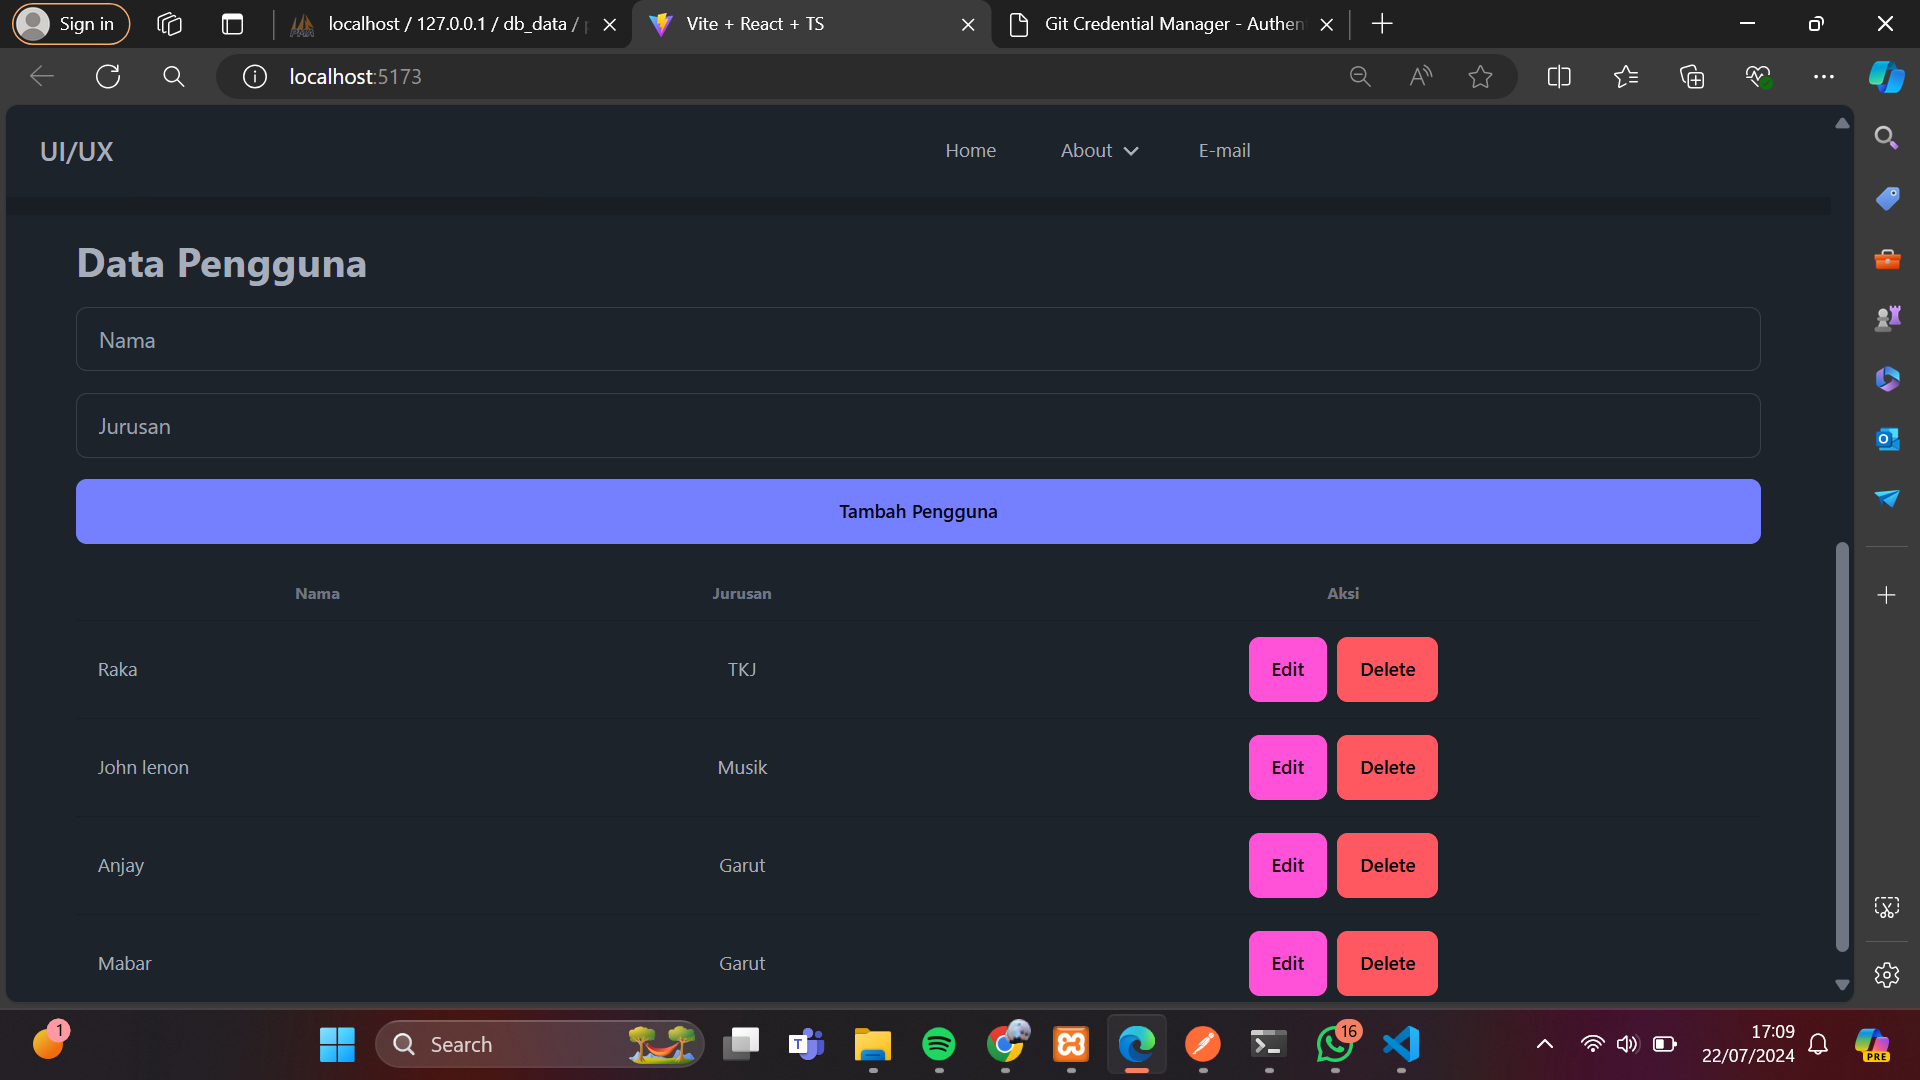 Sign in
localhost / 127.0.0.1 / db_data /
Vite + React + TS
Git Credential Manager - Authen
localhost:5173
UI/UX
Home
About
E-mail
Data Pengguna
Nama
Jurusan
Tambah Pengguna
Nama Jurusan Aksi
Raka TKJ Edit Delete
John lenon Musik Edit Delete
Anjay Garut Edit Delete
Mabar Garut Edit Delete
1
Search
16
17:09
22/07/2024
PRE